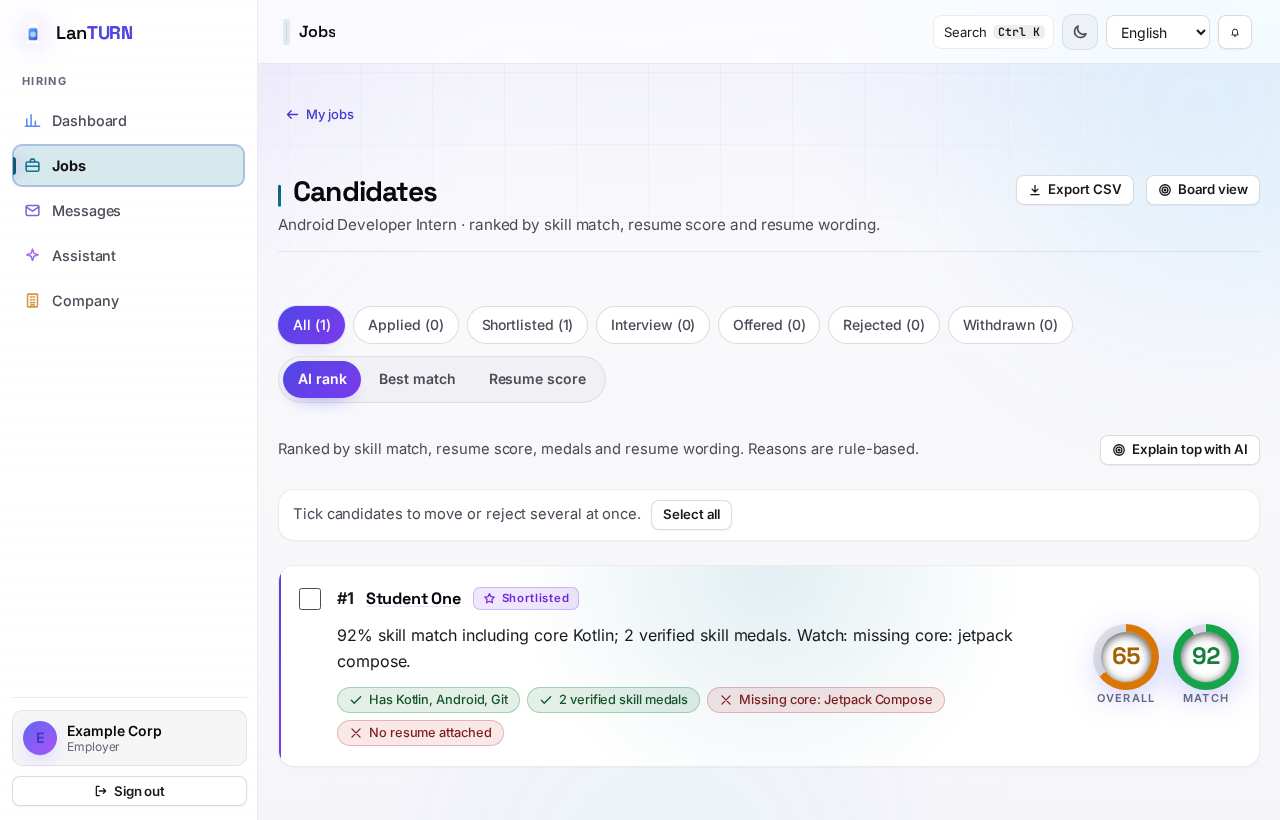 LanTURN
HIRING
Dashboard
Jobs
Messages
Assistant
Company
Example Corp
E
Employer
Sign out
Jobs
Search Ctrl K
English
My jobs
Candidates
Export CSV
Board view
Android Developer Intern · ranked by skill match, resume score and resume wording.
All (1)
Applied (0)
Shortlisted (1)
Interview (0)
Offered (0)
Rejected (0)
Withdrawn (0)
AI rank
Best match
Resume score
Ranked by skill match, resume score, medals and resume wording. Reasons are rule-based.
Explain top with AI
Tick candidates to move or reject several at once.
Select all
#1 Student One
Shortlisted
92% skill match including core Kotlin; 2 verified skill medals. Watch: missing core: jetpack
compose.
Has Kotlin, Android, Git
2 verified skill medals
Missing core: Jetpack Compose
No resume attached
65
OVERALL
92
MATCH